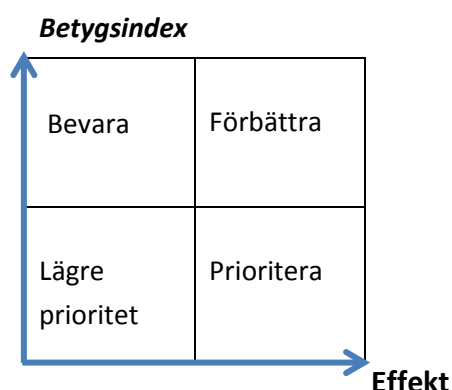 Betygsindex
Bevara
Förbättra
Lägre
prioritet
Prioritera
Effekt